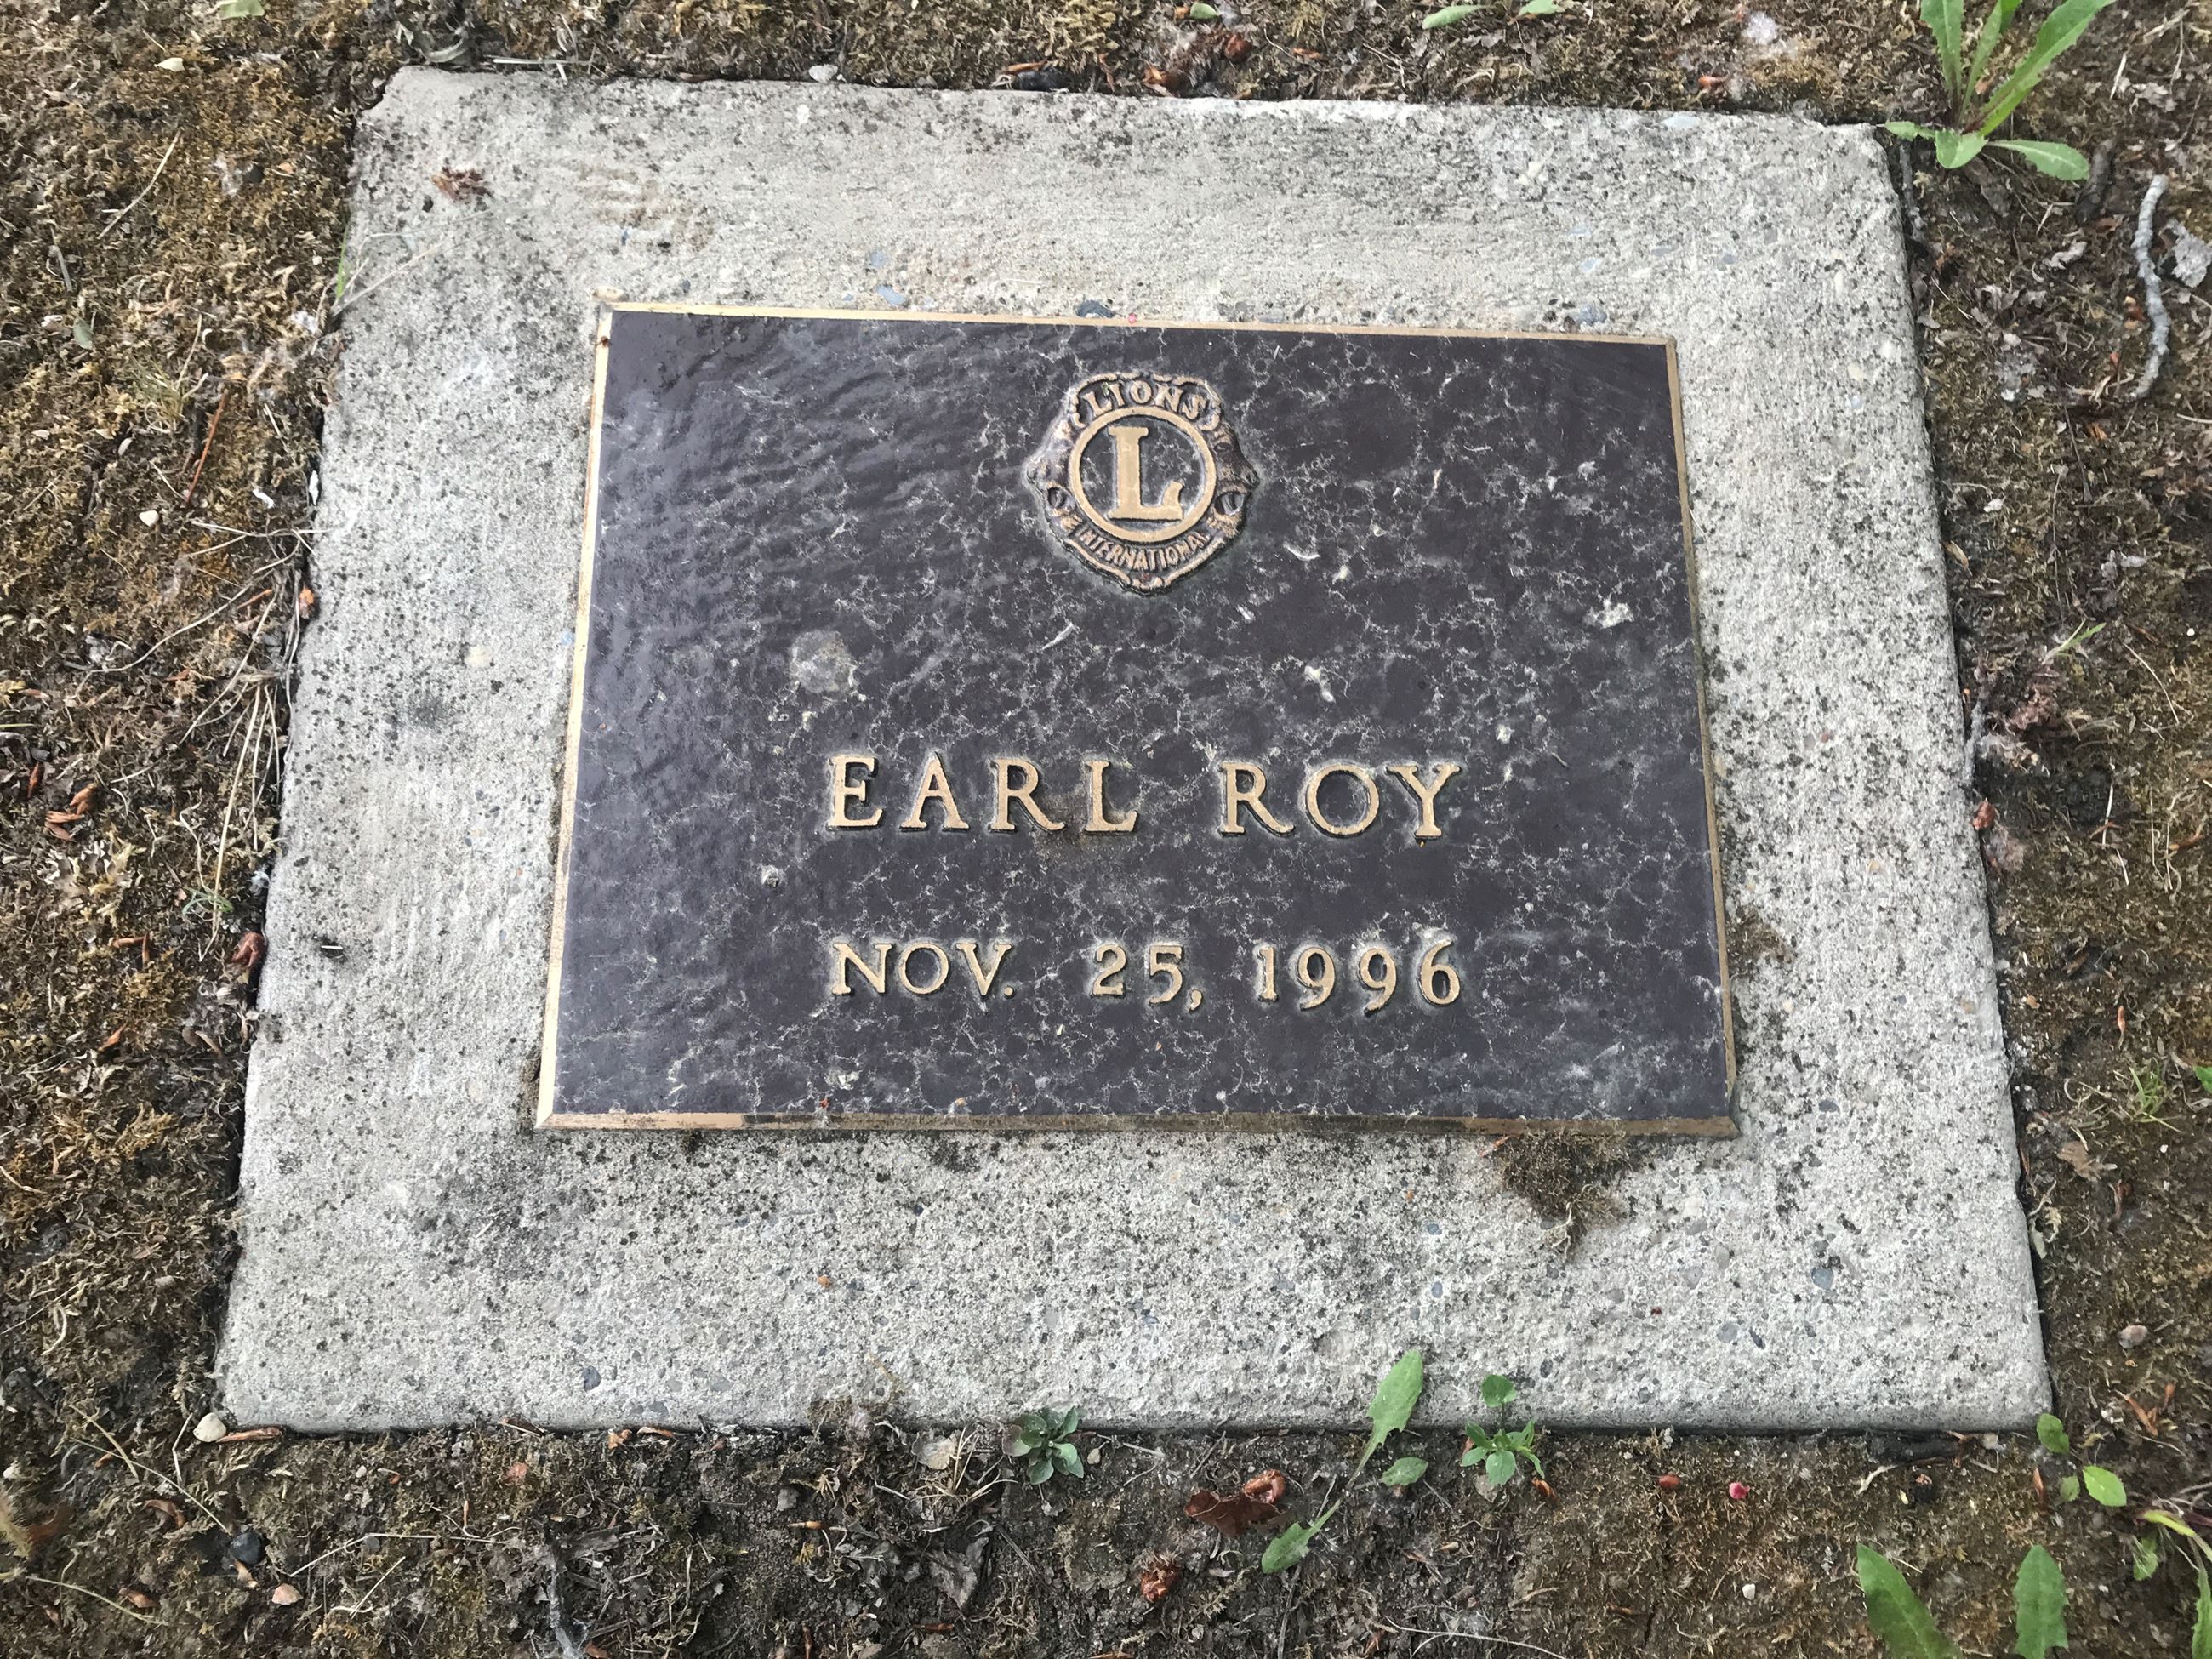 LIONS
L
INTERNATIONAL
EARL ROY
NOV. 25, 1996